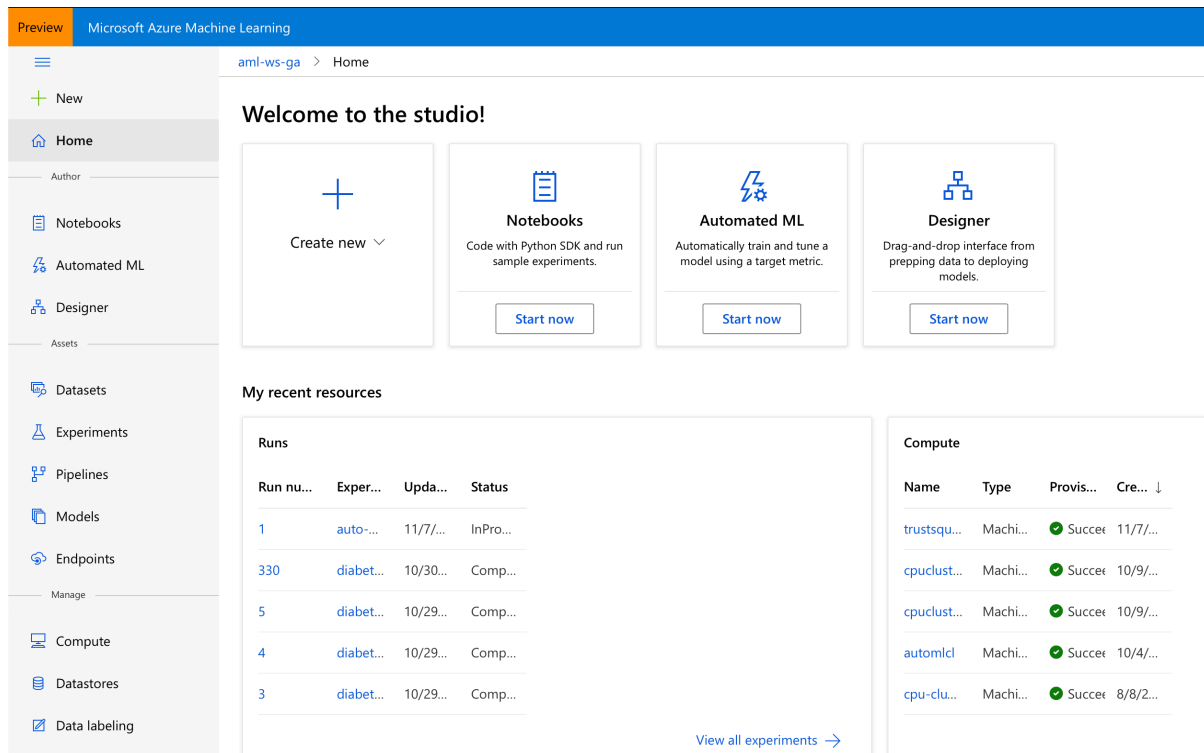 Preview Microsoft Azure Machine Learning
aml-ws-ga > Home
New
Home
Author
Notebooks
Automated ML
Designer
Assets
Datasets
Experiments
Pipelines
Models
Endpoints
Manage
Compute
Datastores
Data labeling
Welcome to the studio!
Create new
Notebooks
Code with Python SDK and run
sample experiments.
Start now
Automated ML
Automatically train and tune a
model using a target metric.
Start now
Designer
Drag-and-drop interface from
prepping data to deploying
models.
Start now
My recent resources
Runs
Run nu... Exper... Upda... Status
1 auto-... 11/7/... InPro...
330 diabet... 10/30... Comp...
5 diabet... 10/29... Comp...
4 diabet... 10/29... Comp...
3 diabet... 10/29... Comp...
View all experiments →
Compute
Name Type Provis... Cre... ↓
trustsqu... Machi... Succee 11/7/...
cpuclust... Machi... Succee 10/9/...
cpuclust... Machi... Succee 10/9/...
automlcl Machi... Succee 10/4/...
cpu-clu... Machi... Succee 8/8/2...